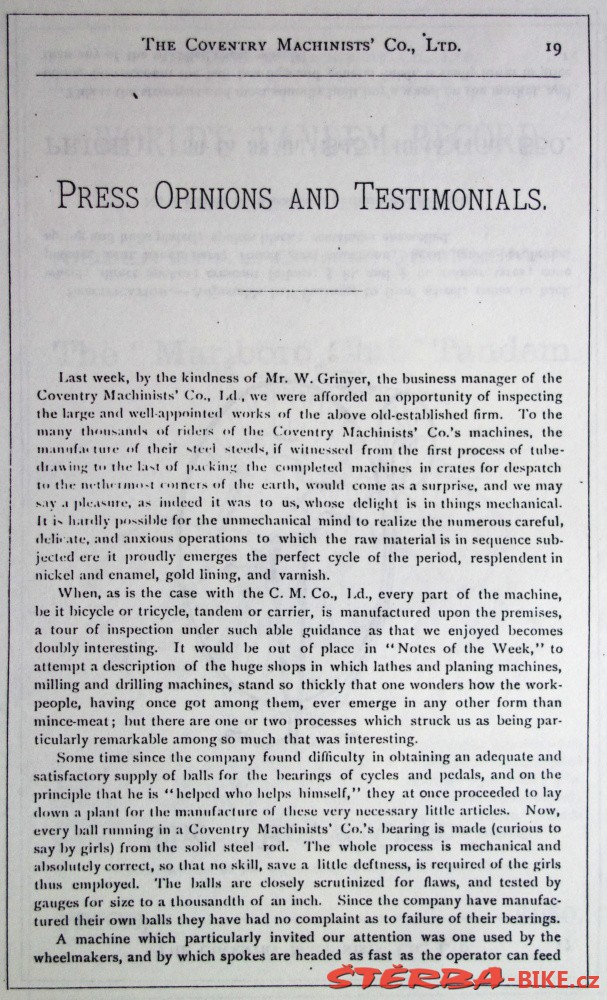 The Coventry Machinists' Co., Ltd. 19
Press Opinions and Testimonials.
Last week, by the kindness of Mr. W. Grinyer, the business manager of the
Coventry Machinists' Co., Ld., we were afforded an opportunity of inspecting
the large and well-appointed works of the above old-established firm. To the
many thousands of riders of the Coventry Machinists' Co.'s machines, the
manufacture of their steel steeds, if witnessed from the first process of tube-
drawing to the last of packing the completed machines in crates for despatch
to the nethermost corners of the earth, would come as a surprise, and we may
say a pleasure, as indeed it was to us, whose delight is in things mechanical.
It is hardly possible for the unmechanical mind to realize the numerous careful,
delicate, and anxious operations to which the raw material is in sequence sub-
jected ere it proudly emerges the perfect cycle of the period, resplendent in
nickel and enamel, gold lining, and varnish.
When, as is the case with the C. M. Co., Ld., every part of the machine,
be it bicycle or tricycle, tandem or carrier, is manufactured upon the premises,
a tour of inspection under such able guidance as that we enjoyed becomes
doubly interesting. It would be out of place in "Notes of the Week," to
attempt a description of the huge shops in which lathes and planing machines,
milling and drilling machines, stand so thickly that one wonders how the work-
people, having once got among them, ever emerge in any other form than
mince-meat; but there are one or two processes which struck us as being par-
ticularly remarkable among so much that was interesting.
Some time since the company found difficulty in obtaining an adequate and
satisfactory supply of balls for the bearings of cycles and pedals, and on the
principle that he is "helped who helps himself," they at once proceeded to lay
down a plant for the manufacture of these very necessary little articles. Now,
every ball running in a Coventry Machinists' Co.'s bearing is made (curious to
say by girls) from the solid steel rod. The whole process is mechanical and
absolutely correct, so that no skill, save a little deftness, is required of the girls
thus employed. The balls are closely scrutinized for flaws, and tested by
gauges for size to a thousandth of an inch. Since the company have manufac-
tured their own balls they have had no complaint as to failure of their bearings.
A machine which particularly invited our attention was one used by the
wheelmakers, and by which spokes are headed as fast as the operator can feed
ŠTĚRBA-BIKE.cz